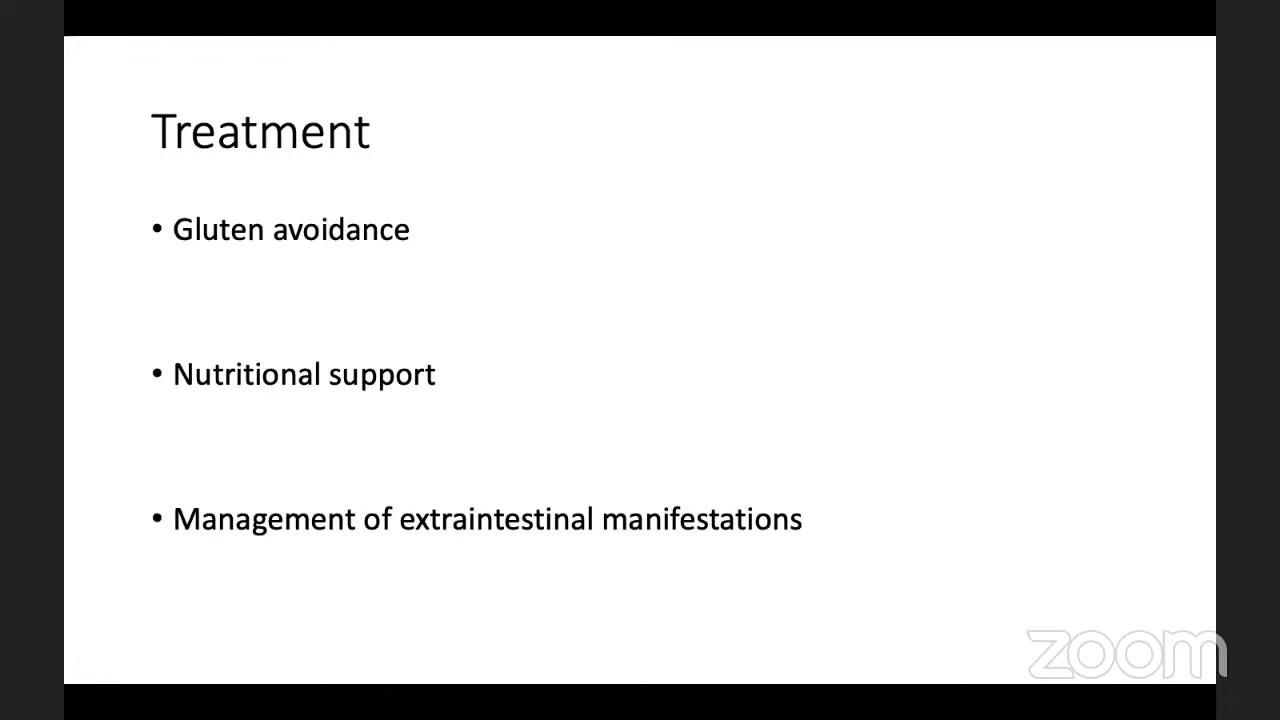 Treatment
• Gluten avoidance
• Nutritional support
• Management of extraintestinal manifestations
zoom